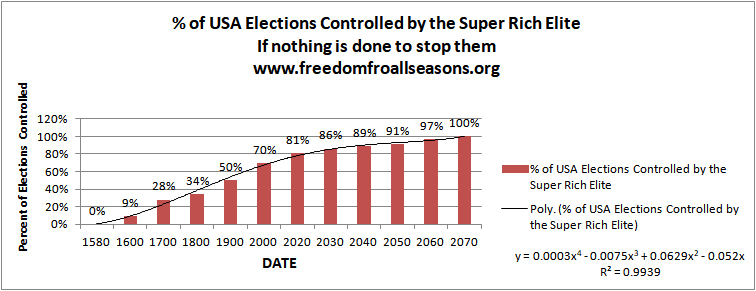 % of USA Elections Controlled by the Super Rich Elite
If nothing is done to stop them
www.freedomfroallseasons.org
Percent of Elections Controlled
120%
100%
80%
60%
40%
20%
0%
0%
9%
28%
34%
50%
70%
81%
86%
89%
91%
97%
100%
1580 1600 1700 1800 1900 2000 2020 2030 2040 2050 2060 2070
DATE
% of USA Elections Controlled by the
Super Rich Elite
Poly. (% of USA Elections Controlled by
the Super Rich Elite)
y = 0.0003x⁴ - 0.0075x³ + 0.0629x² - 0.052x
R² = 0.9939